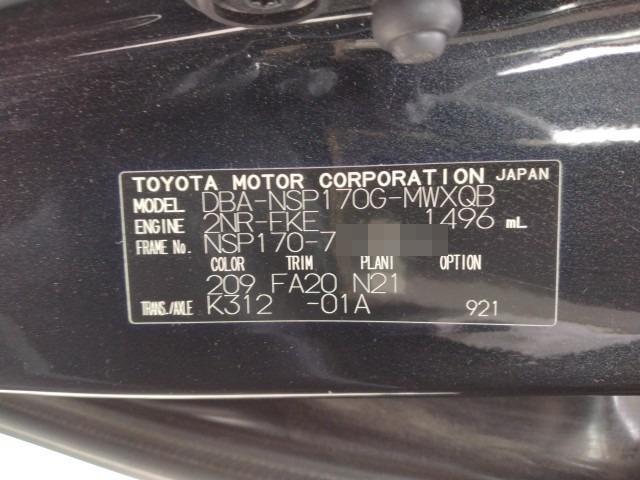 TOYOTA MOTOR CORPORATION JAPAN
MODEL DBA-NSP170G-MWXQB
ENGINE 2NR-FKE 1496 mL
FRAME No. NSP170-7
COLOR TRIM PLANT OPTION
209 FA20 N21
TRANS./AXLE K312 -01A 921